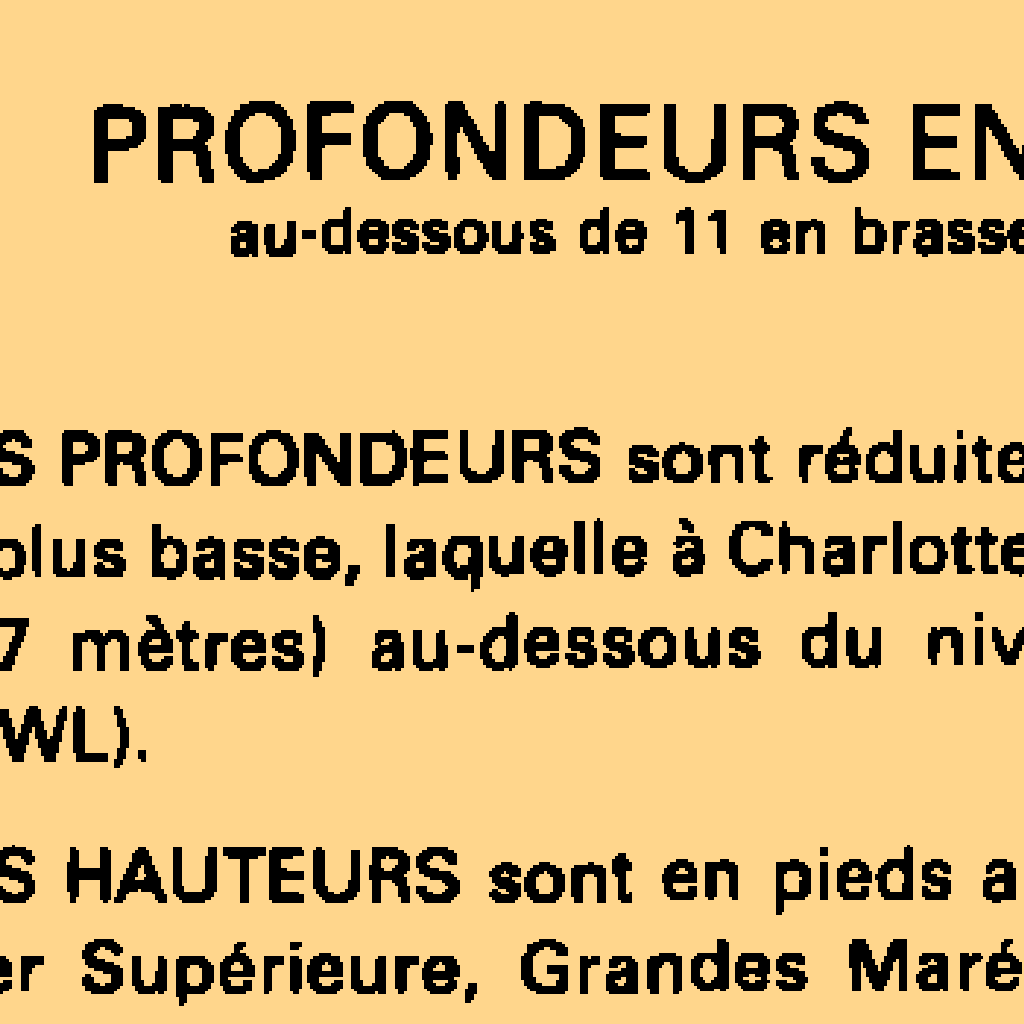 PROFONDEURS EN
au-dessous de 11 en brasse
S PROFONDEURS sont réduite
plus basse, laquelle à Charlotte
7 mètres) au-dessous du niv
WL).
S HAUTEURS sont en pieds a
er Supérieure, Grandes Maré